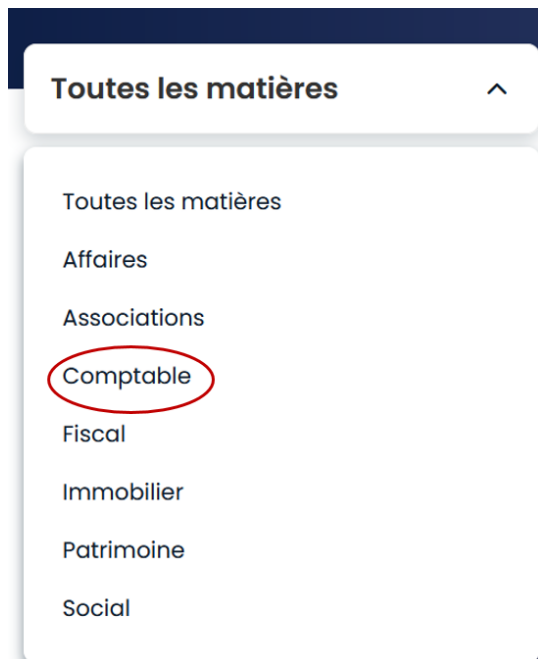 Toutes les matières
Toutes les matières
Affaires
Associations
Comptable
Fiscal
Immobilier
Patrimoine
Social